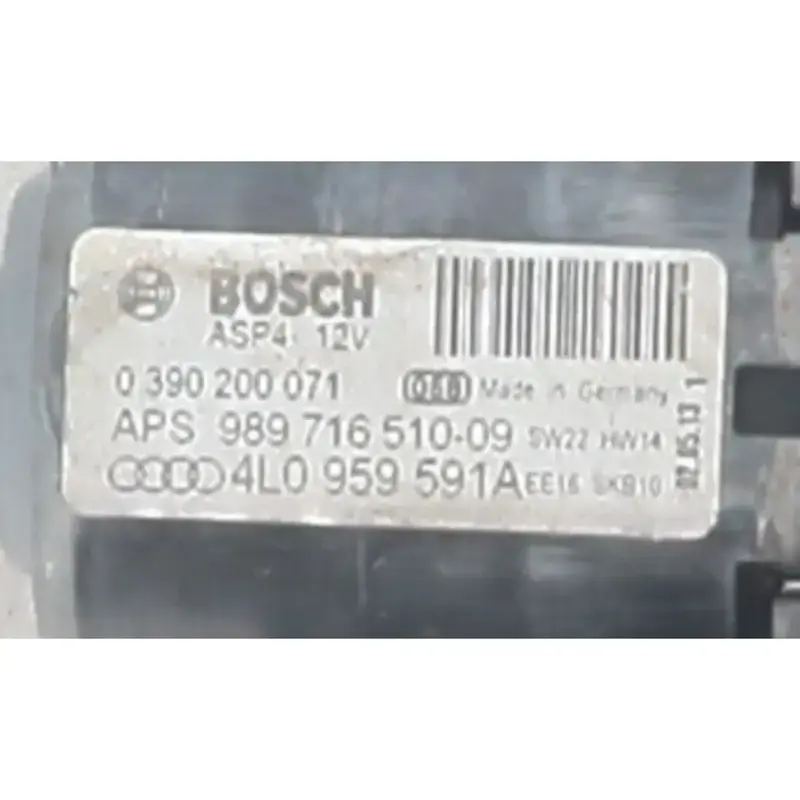 BOSCH
ASP4 12V
0 390 200 071 Made in Germany
APS 989 716 510-09 SW22 HW14
4L0 959 591A EE16 SKB10
02.05.13 1